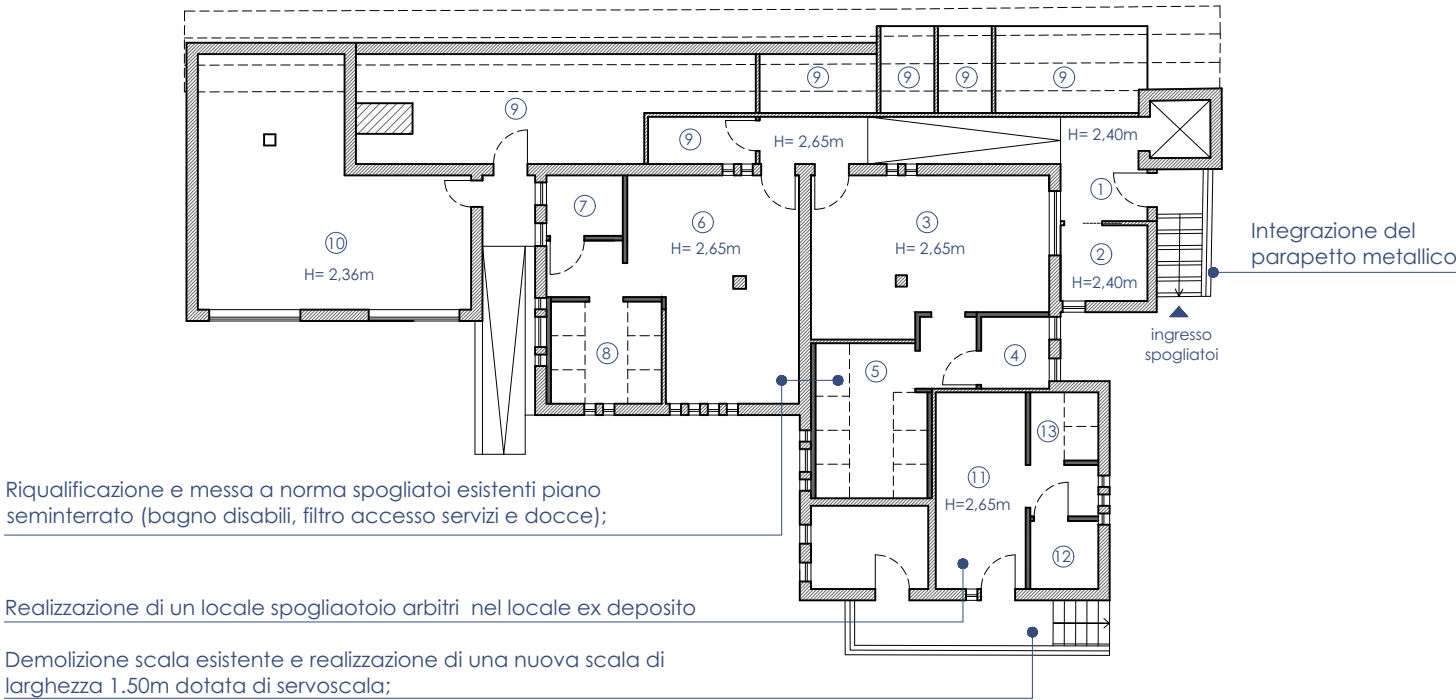 9
9
9
9
9
9
H= 2,65m
H= 2,40m
1
7
6
H= 2,65m
3
H= 2,65m
10
H= 2,36m
2
H=2,40m
Integrazione del
parapetto metallico
ingresso
spogliatoi
8
5
4
13
11
H=2,65m
12
Riqualificazione e messa a norma spogliatoi esistenti piano
seminterrato (bagno disabili, filtro accesso servizi e docce);
Realizzazione di un locale spogliaotoio arbitri nel locale ex deposito
Demolizione scala esistente e realizzazione di una nuova scala di
larghezza 1.50m dotata di servoscala;